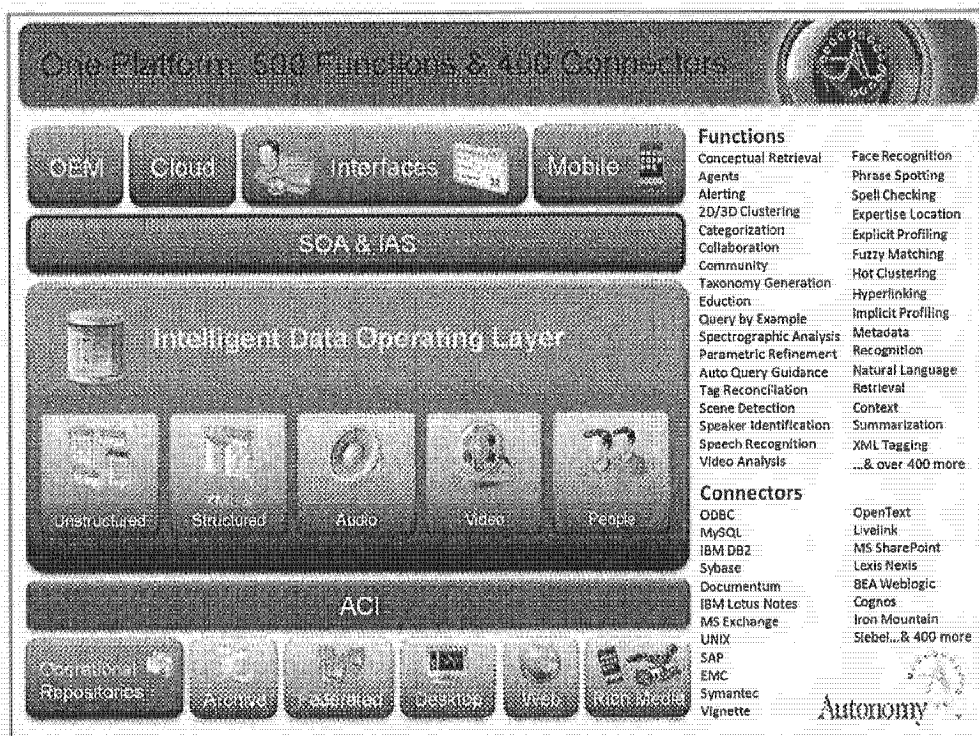 One Platform: 500 Functions & 400 Connectors
OEM
Cloud
Interfaces
Mobile
SOA & IAS
Intelligent Data Operating Layer
Unstructured
Structured
Audio
Video
People
ACI
Operational
Repositories
Archive
Federated
Desktop
Web
Rich Media
Functions
Conceptual Retrieval
Agents
Alerting
2D/3D Clustering
Categorization
Collaboration
Community
Taxonomy Generation
Eduction
Query by Example
Spectrographic Analysis
Parametric Refinement
Auto Query Guidance
Tag Reconciliation
Scene Detection
Speaker Identification
Speech Recognition
Video Analysis
Face Recognition
Phrase Spotting
Spell Checking
Expertise Location
Explicit Profiling
Fuzzy Matching
Hot Clustering
Hyperlinking
Implicit Profiling
Metadata
Recognition
Natural Language
Retrieval
Context
Summarization
XML Tagging
...& over 400 more
Connectors
ODBC
MySQL
IBM DB2
Sybase
Documentum
IBM Lotus Notes
MS Exchange
UNIX
SAP
EMC
Symantec
Vignette
OpenText
Livelink
MS SharePoint
Lexis Nexis
BEA Weblogic
Cognos
Iron Mountain
Siebel...& 400 more
Autonomy